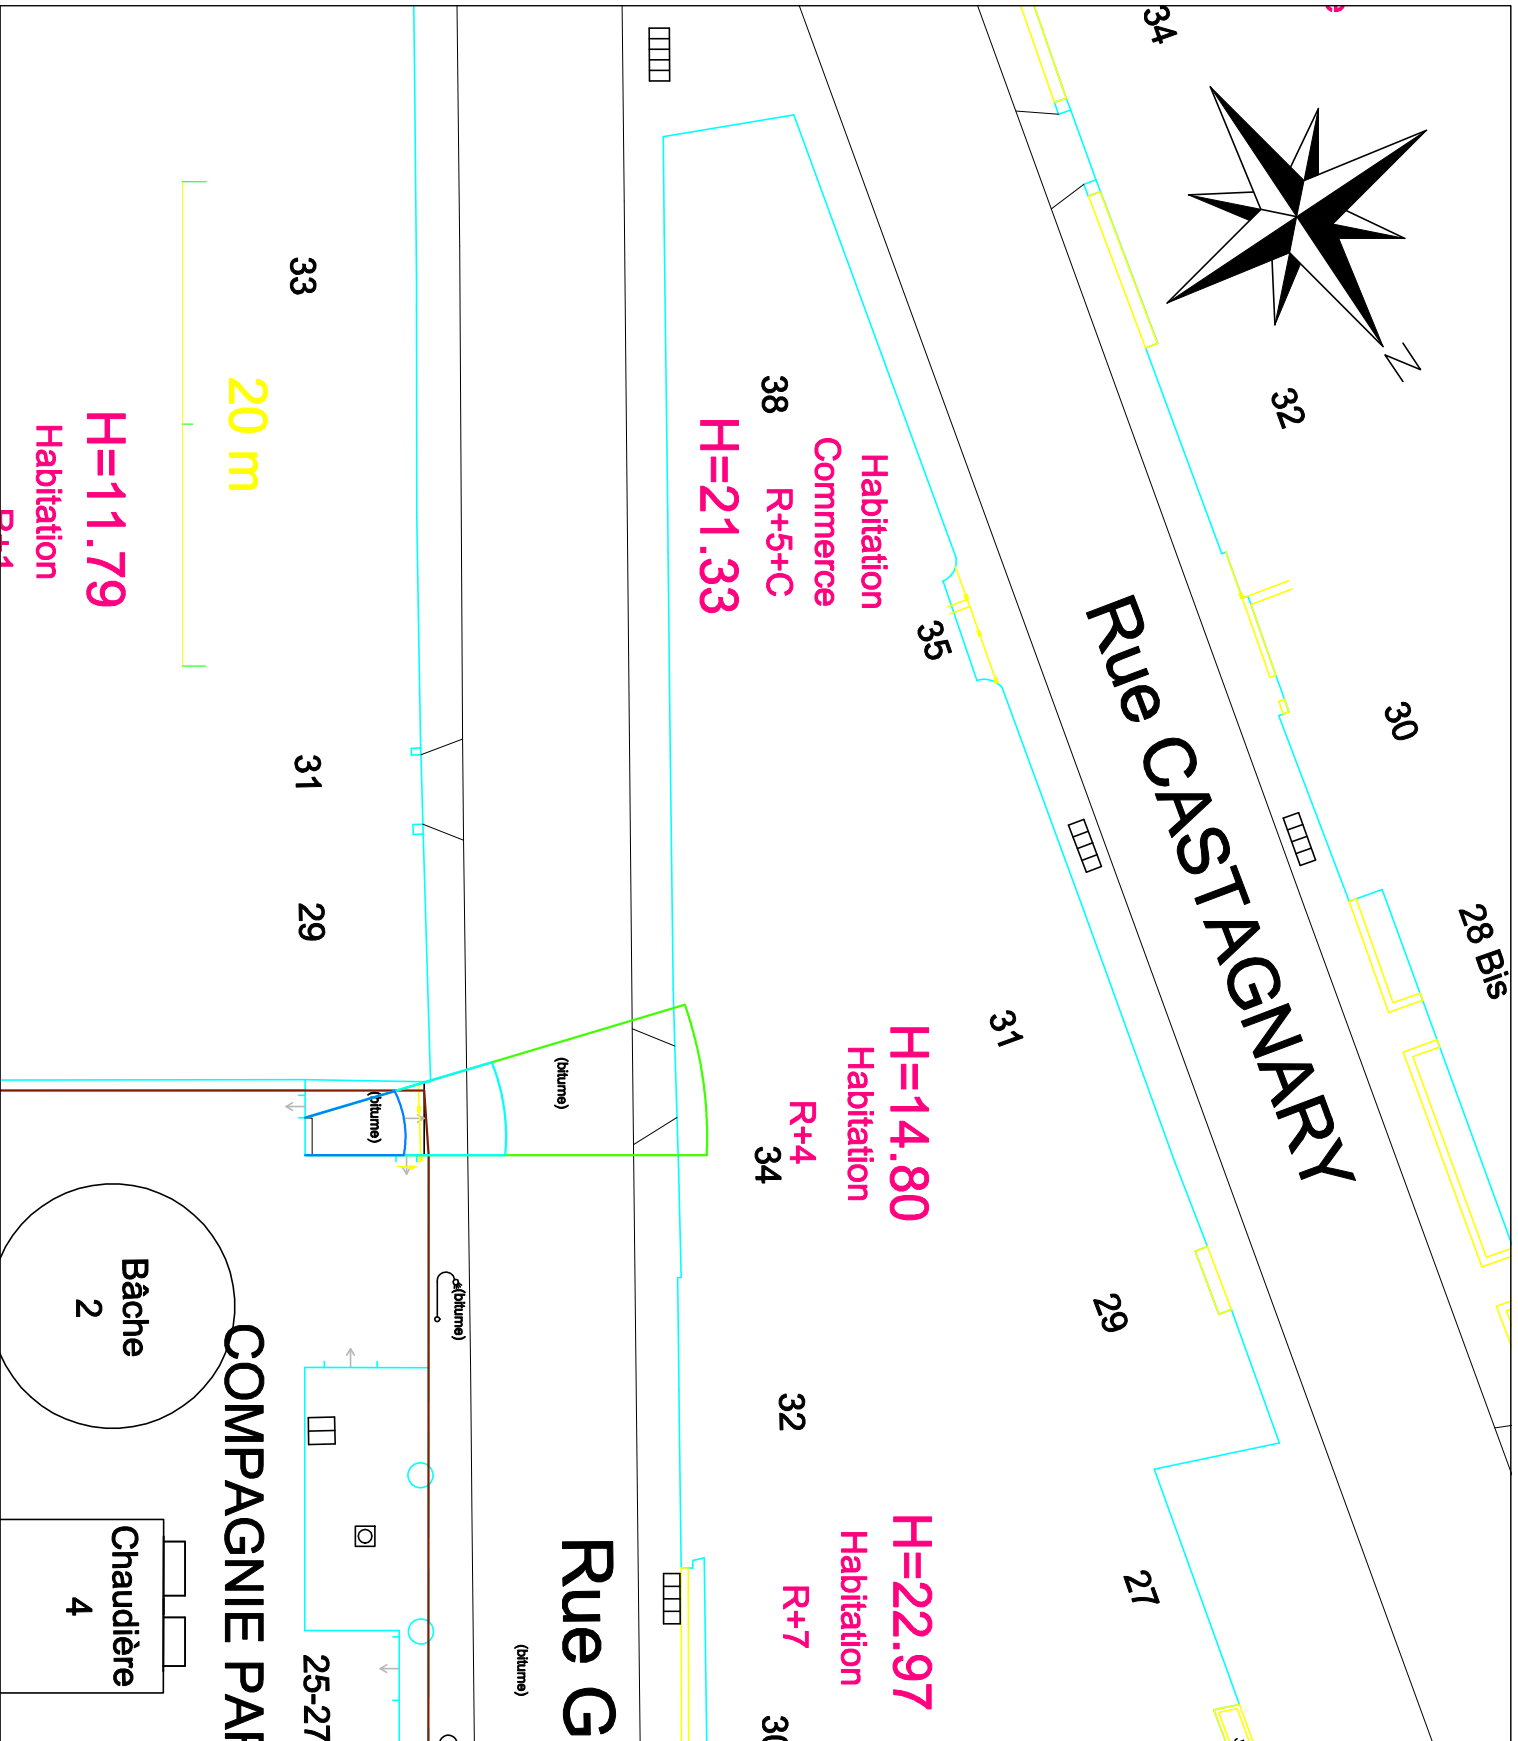 34
N
32
30
28 Bis
Rue CASTAGNARY
38
Habitation
Commerce
R+5+C
H=21.33
35
33
20 m
H=11.79
Habitation
R+1
31
29
31
H=14.80
Habitation
R+4
34
29
(bitume)
(bitume)
(bitume)
Bâche
2
COMPAGNIE PAR
32
H=22.97
Habitation
R+7
27
Rue G
(bitume)
Chaudière
4
25-27
30